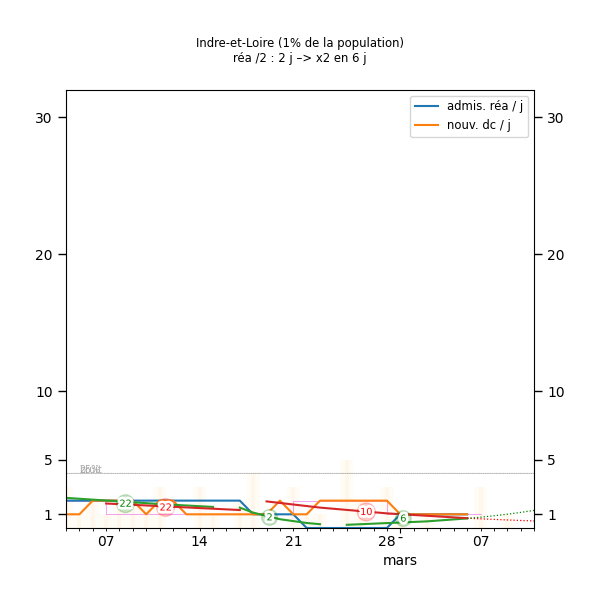 Indre-et-Loire (1% de la population)
réa /2 : 2 j –> x2 en 6 j
admis. réa / j
nouv. dc / j
30 30
20 20
10 10
5 5
25%
22 22 2 10 6
1 1
07 14 21 28 07
mars